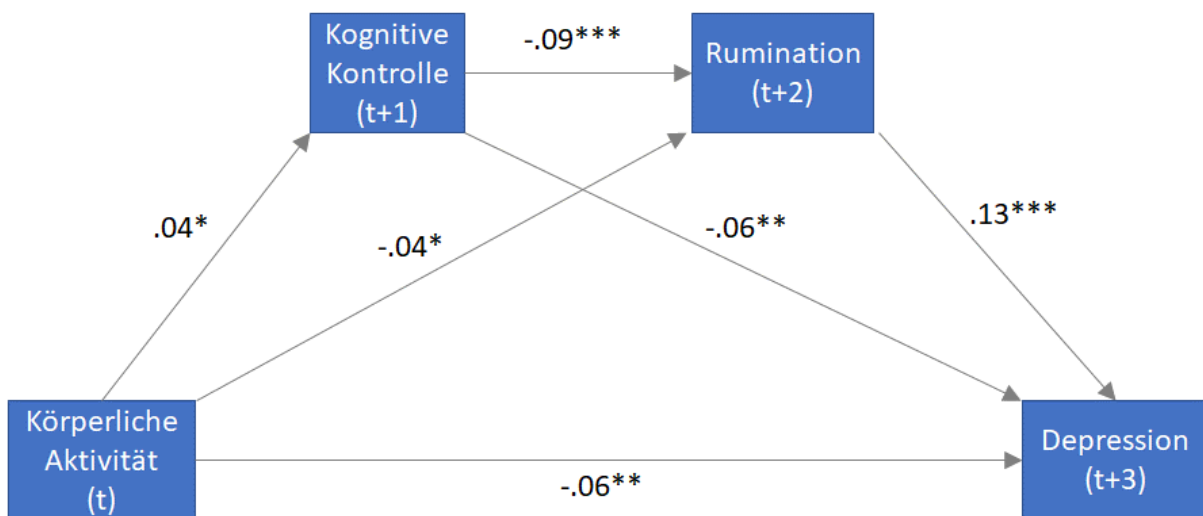 Kognitive
Kontrolle
(t+1)
-.09***
Rumination
(t+2)
.04*
-.04*
-.06**
.13***
Körperliche
Aktivität
(t)
-.06**
Depression
(t+3)